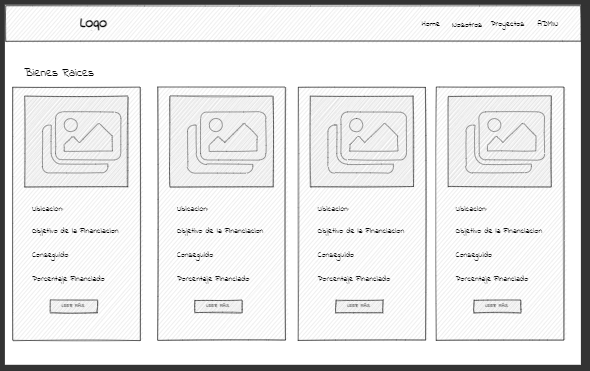 Logo
Home Nosotros Proyectos ADMIN
Bienes Raices
Ubicacion
Objetivo de la Financiacion
Conseguido
Porcentaje Financiado
LEER MÁS
Ubicacion
Objetivo de la Financiacion
Conseguido
Porcentaje Financiado
LEER MÁS
Ubicacion
Objetivo de la Financiacion
Conseguido
Porcentaje Financiado
LEER MÁS
Ubicacion
Objetivo de la Financiacion
Conseguido
Porcentaje Financiado
LEER MÁS